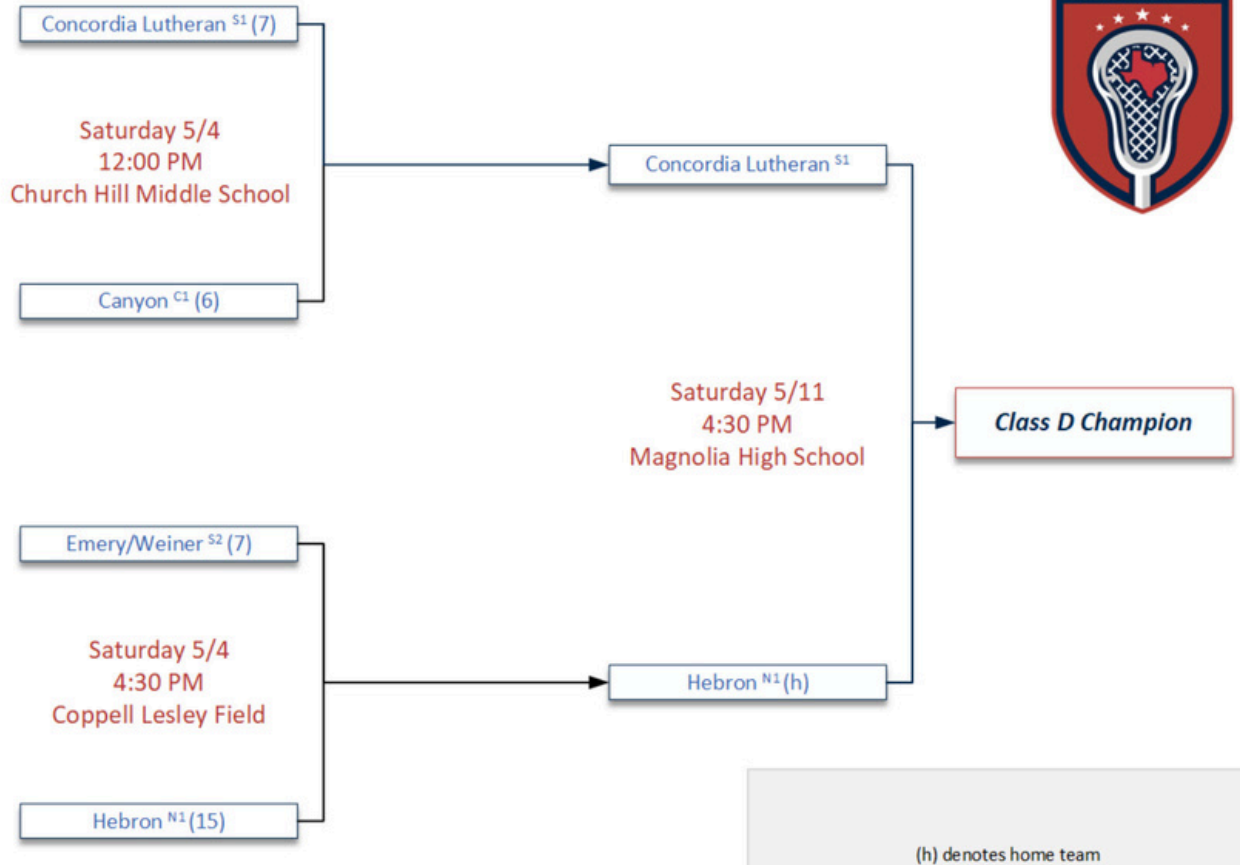 Concordia Lutheran S1 (7)
Saturday 5/4
12:00 PM
Church Hill Middle School
Canyon C1 (6)
Concordia Lutheran S1
Saturday 5/11
4:30 PM
Magnolia High School
Class D Champion
Emery/Weiner S2 (7)
Saturday 5/4
4:30 PM
Coppell Lesley Field
Hebron N1 (15)
Hebron N1 (h)
(h) denotes home team